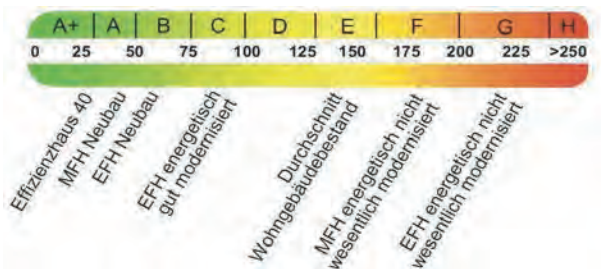 A+ A B C D E F G H
0 25 50 75 100 125 150 175 200 225 >250
Effizienzhaus 40
MFH Neubau
EFH Neubau
EFH energetisch
gut modernisiert
Durchschnitt
Wohngebäudebestand
MFH energetisch nicht
wesentlich modernisiert
EFH energetisch nicht
wesentlich modernisiert